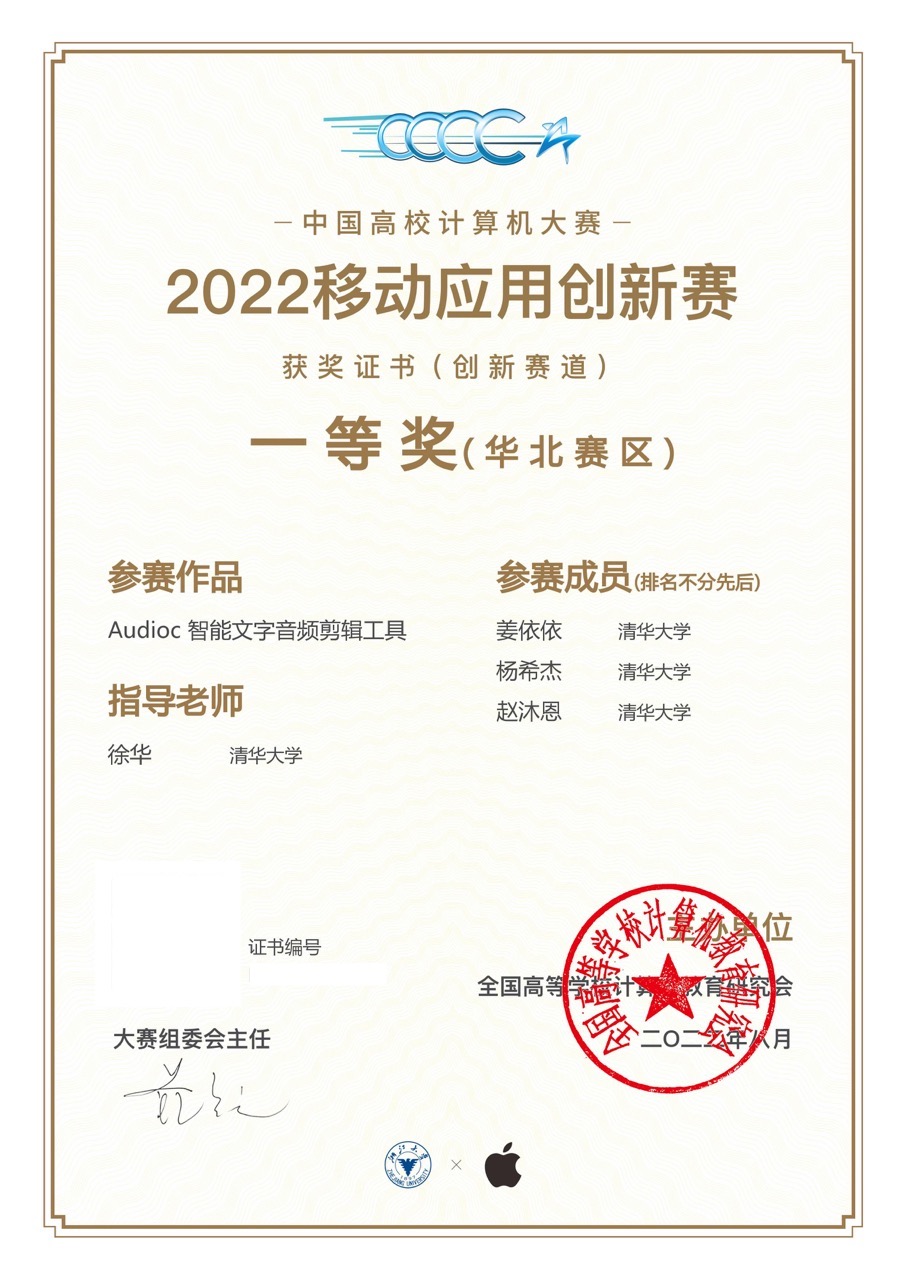 CCCC
中国高校计算机大赛
2022移动应用创新赛
获奖证书（创新赛道）
一等奖（华北赛区）
参赛作品
Audioc 智能文字音频剪辑工具
指导老师
徐华 清华大学
参赛成员（排名不分先后）
姜依依 清华大学
杨希杰 清华大学
赵沐恩 清华大学
证书编号
大赛组委会主任
主办单位
全国高等学校计算机教育研究会
二〇二二年八月
全国高等学校计算机教育研究会
浙江大学
ZHEJIANG UNIVERSITY
×